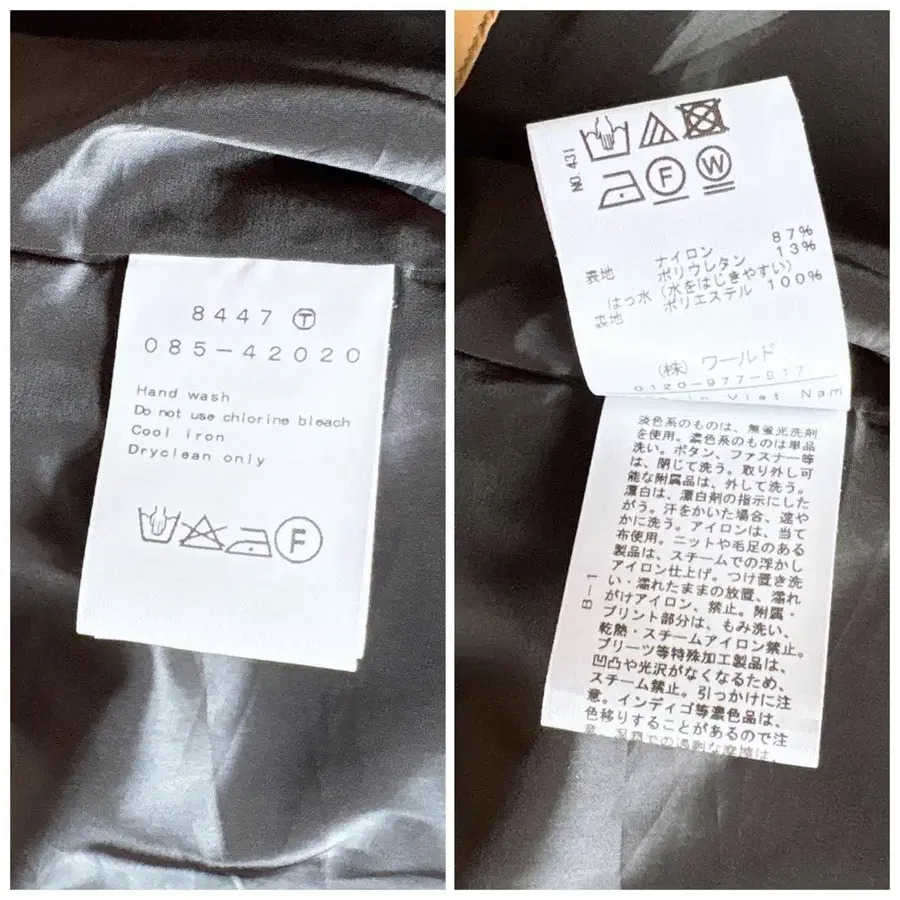 8447 Ⓣ
085-42020
Hand wash
Do not use chlorine bleach
Cool iron
Dryclean only
F
NO. 431
F W
87%
ナイロン 13%
表地 ポリウレタン
はっ水(水をはじきやすい)
ポリエステル 100%
裏地
(株) ワールド
0120-977-917
in Viet Nam
淡色系のものは、無蛍光洗剤
を使用。濃色系のものは単品
洗い。ボタン、ファスナー等
は、閉じて洗う。取り外し可
能な附属品は、外して洗う。
漂白は、漂白剤の指示にした
がう。汗をかいた場合、速や
かに洗う。アイロンは、当て
布使用。ニットや毛足のある
製品は、スチームでの浮かし
アイロン仕上げ。つけ置き洗
い・濡れたままの放置、濡れ
がけアイロン、禁止。附属・
プリント部分は、もみ洗い、
乾熱・スチームアイロン禁止。
プリーツ等特殊加工製品は、
凹凸や光沢がなくなるため、
スチーム禁止。引っかけに注
意。インディゴ等濃色品は、
色移りすることがあるので注
B-1